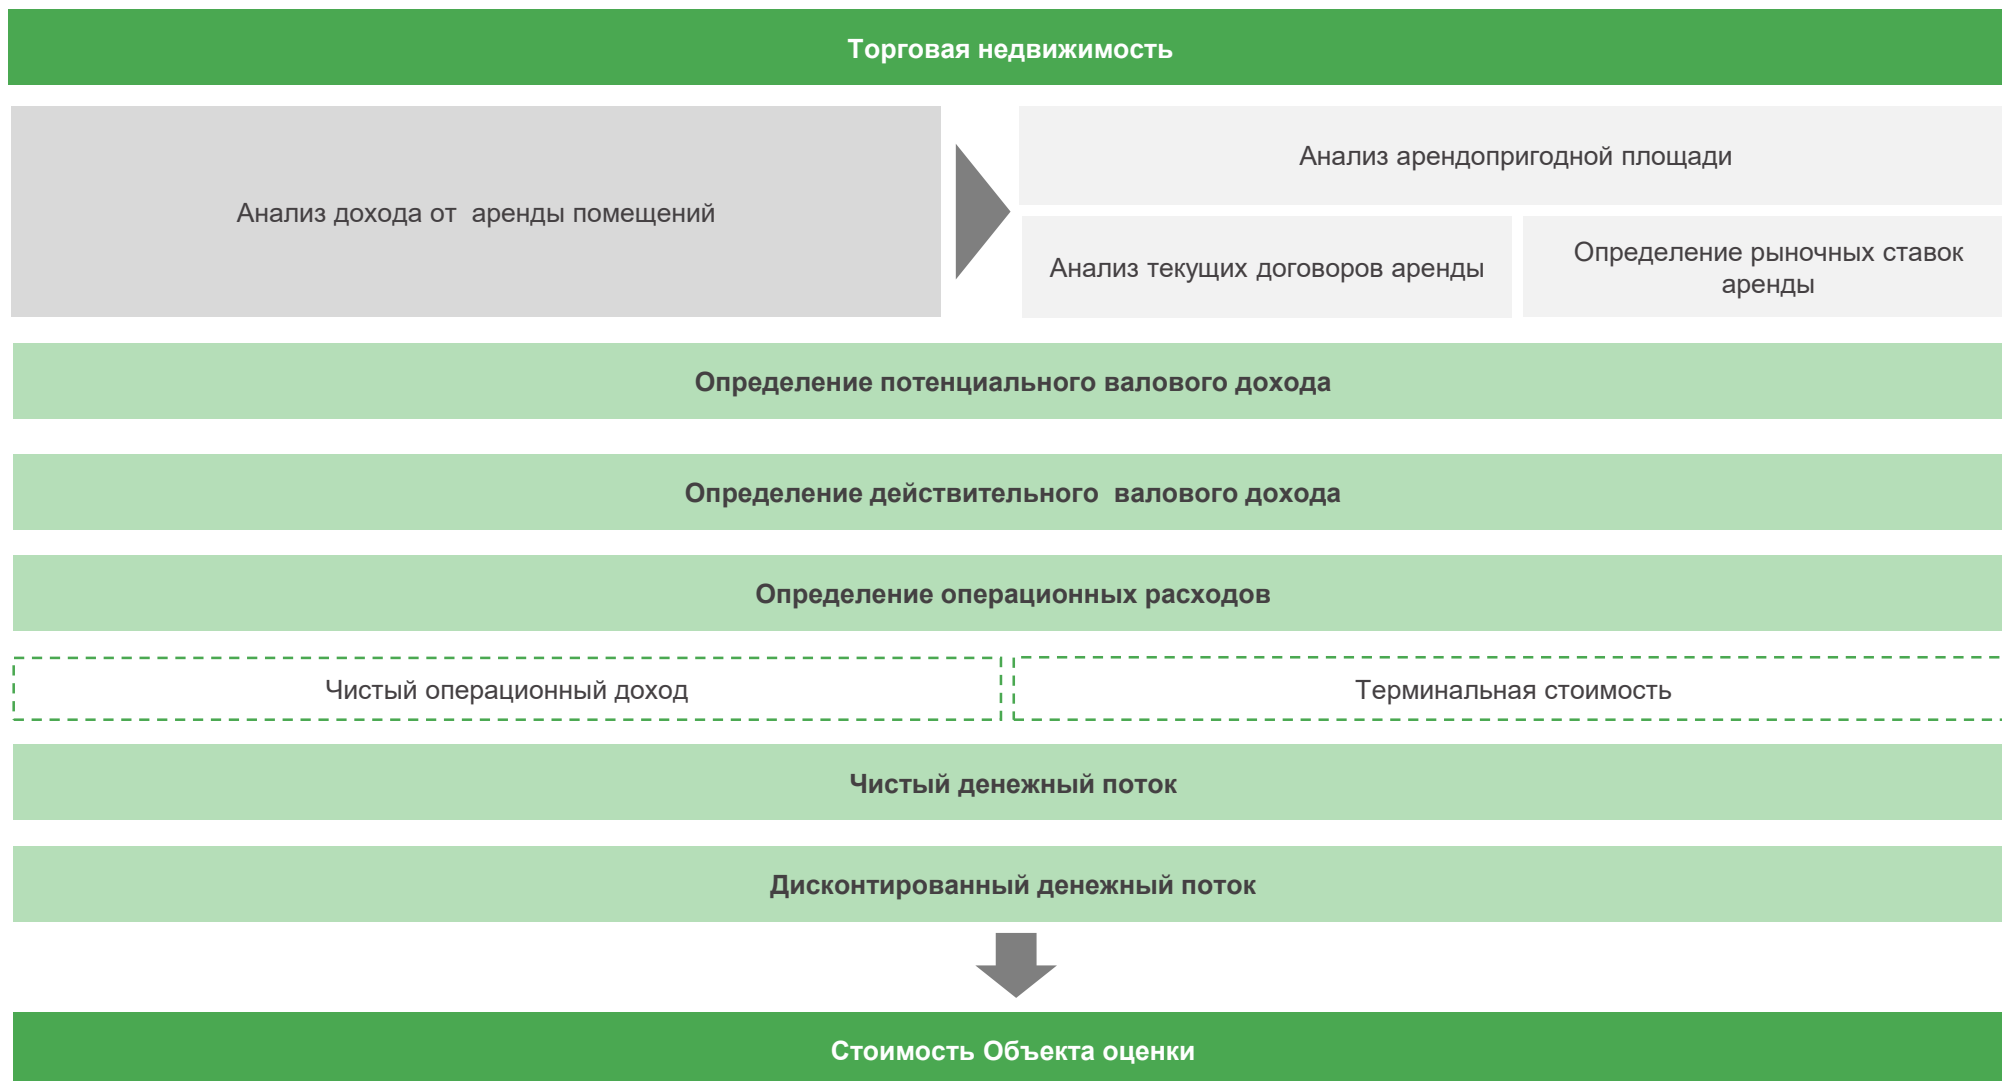 Торговая недвижимость
Анализ дохода от  аренды помещений
Анализ арендопригодной площади
Анализ текущих договоров аренды
Определение рыночных ставок
аренды
Определение потенциального валового дохода
Определение действительного  валового дохода
Определение операционных расходов
Чистый операционный доход
Терминальная стоимость
Чистый денежный поток
Дисконтированный денежный поток
Стоимость Объекта оценки